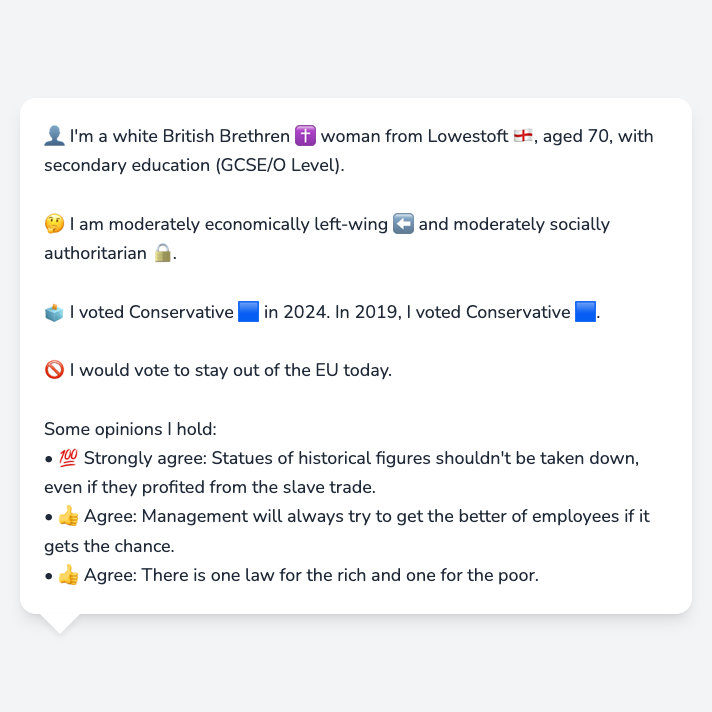 👤 I'm a white British Brethren ✝️ woman from Lowestoft 🏴󠁧󠁢󠁥󠁮󠁧󠁿, aged 70, with
secondary education (GCSE/O Level).
🤔 I am moderately economically left-wing ⬅️ and moderately socially
authoritarian 🔒.
🗳️ I voted Conservative 🟦 in 2024. In 2019, I voted Conservative 🟦.
🚫 I would vote to stay out of the EU today.
Some opinions I hold:
• 💯 Strongly agree: Statues of historical figures shouldn't be taken down,
even if they profited from the slave trade.
• 👍 Agree: Management will always try to get the better of employees if it
gets the chance.
• 👍 Agree: There is one law for the rich and one for the poor.